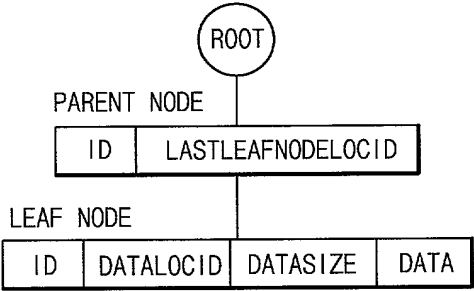 ROOT
PARENT NODE
ID LASTLEAFNODELOCID
LEAF NODE
ID DATALOCID DATASIZE DATA